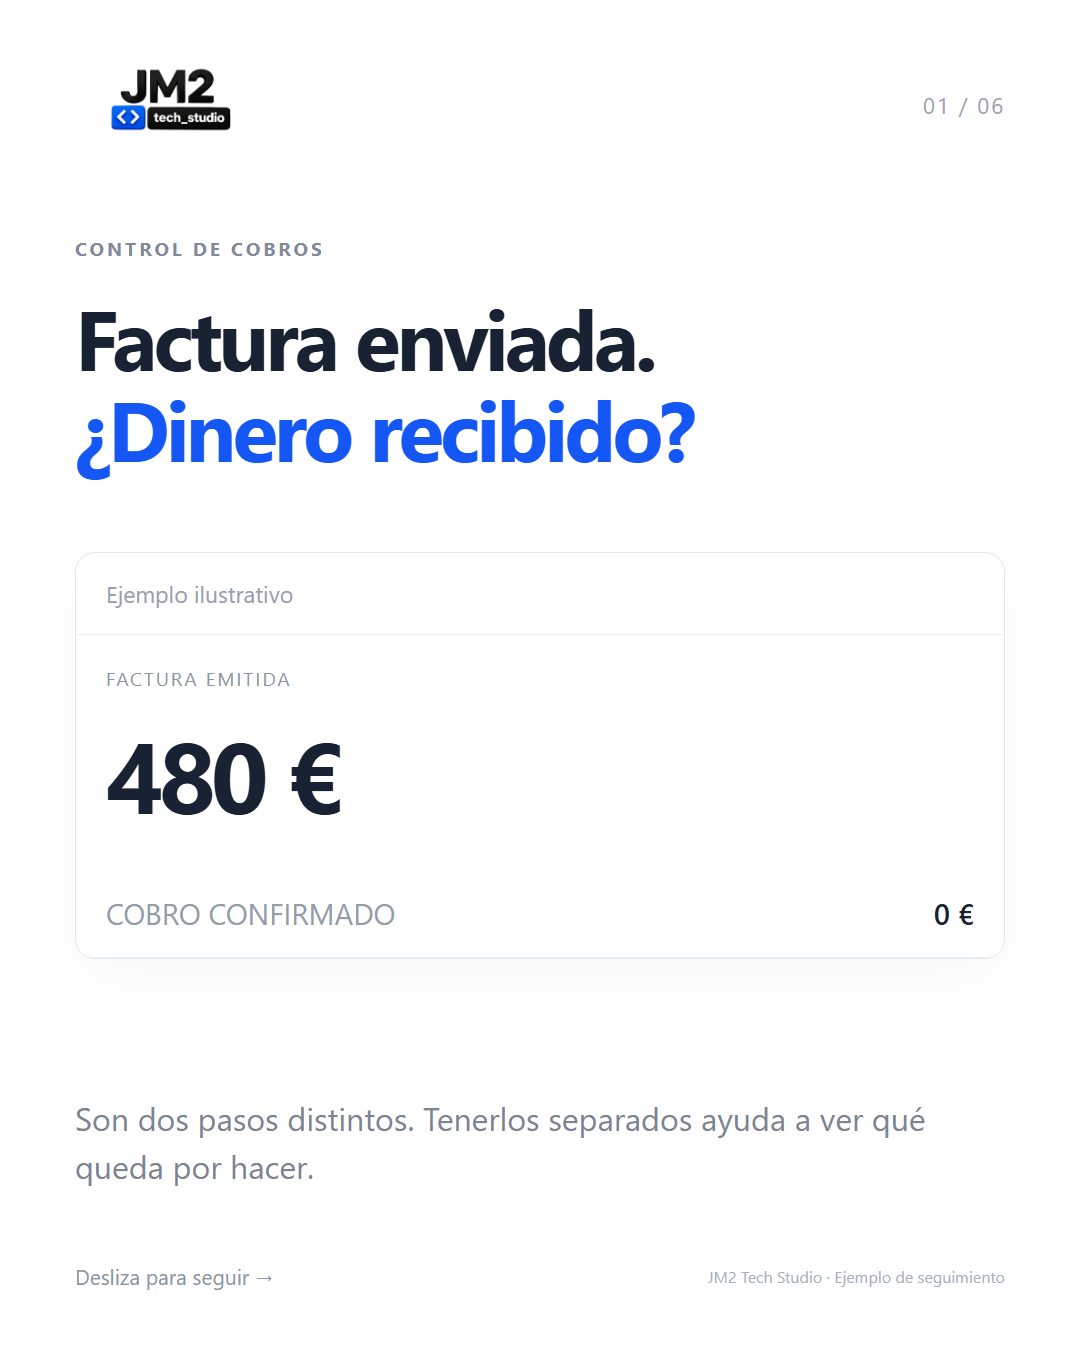 JM2
<> tech_studio
01 / 06
CONTROL DE COBROS
Factura enviada.
¿Dinero recibido?
Ejemplo ilustrativo
FACTURA EMITIDA
480 €
COBRO CONFIRMADO 0 €
Son dos pasos distintos. Tenerlos separados ayuda a ver qué
queda por hacer.
Desliza para seguir →
JM2 Tech Studio · Ejemplo de seguimiento